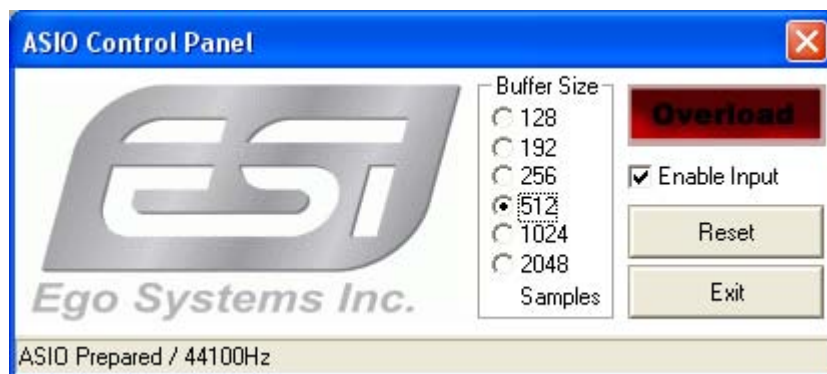 ASIO Control Panel
ESI
Ego Systems Inc.
Buffer Size
128
192
256
512
1024
2048
Samples
Overload
Enable Input
Reset
Exit
ASIO Prepared / 44100Hz